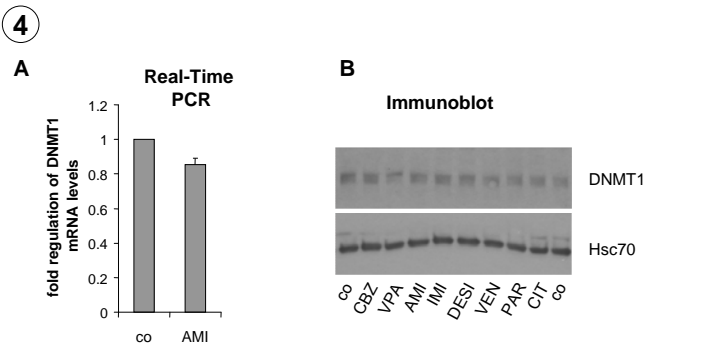 4
A
Real-Time
PCR
fold regulation of DNMT1
mRNA levels
1.2
1
0.8
0.6
0.4
0.2
0
co AMI
B
Immunoblot
DNMT1
Hsc70
co CBZ VPA AMI IMI DESI VEN PAR CIT co